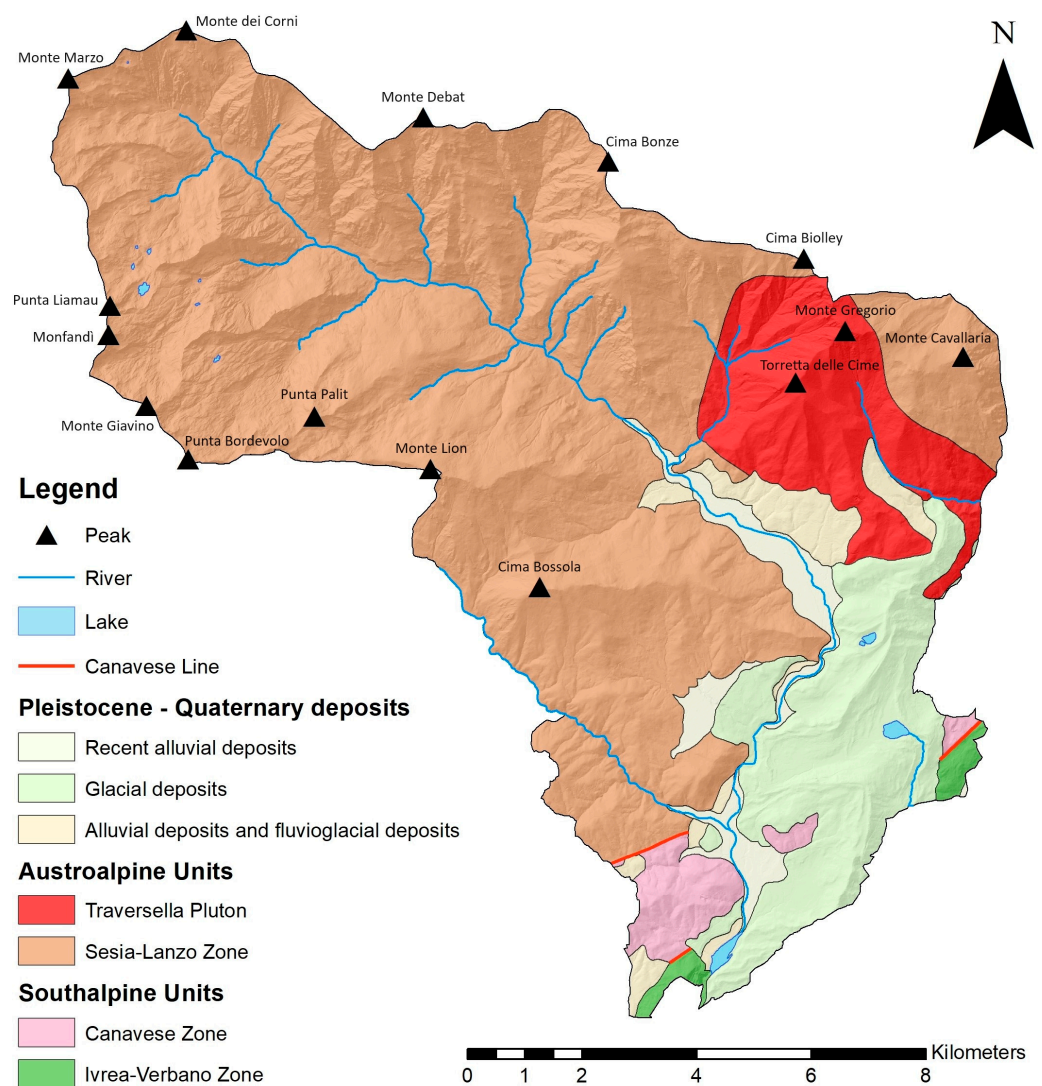 Monte dei Corni
N
Monte Marzo
Monte Debat
Cima Bonze
Cima Biolley
Punta Liamau
Monte Gregorio
Monfandì
Monte Cavallaria
Torretta delle Cime
Punta Palit
Monte Giavino
Punta Bordevolo
Monte Lion
Cima Bossola
Legend
Peak
River
Lake
Canavese Line
Pleistocene - Quaternary deposits
Recent alluvial deposits
Glacial deposits
Alluvial deposits and fluvioglacial deposits
Austroalpine Units
Traversella Pluton
Sesia-Lanzo Zone
Southalpine Units
Canavese Zone
Ivrea-Verbano Zone
Kilometers
0 1 2 4 6 8